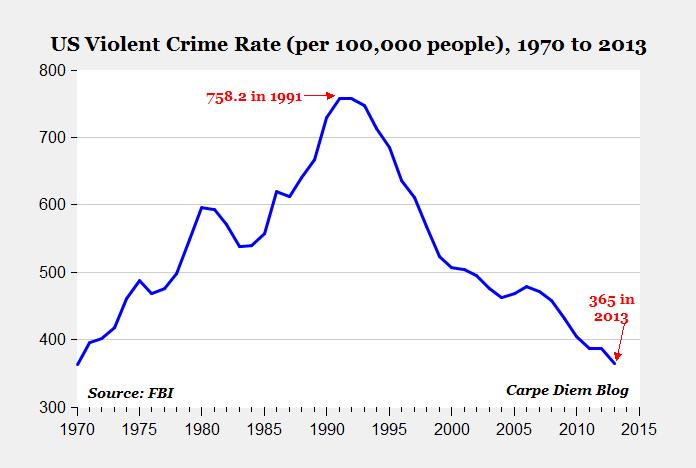 US Violent Crime Rate (per 100,000 people), 1970 to 2013
800
758.2 in 1991
700
600
500
365 in
2013
400
Source: FBI
Carpe Diem Blog
300
1970 1975 1980 1985 1990 1995 2000 2005 2010 2015